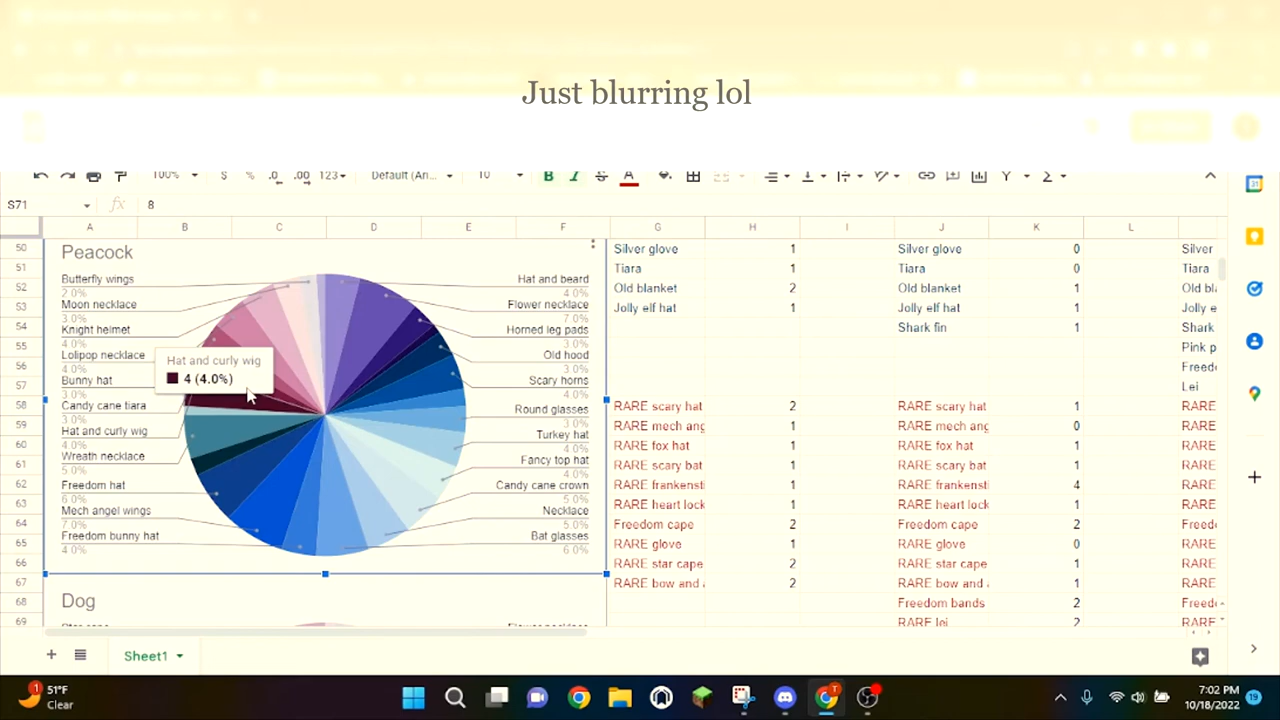 Just blurring lol
100% $ % .0 .00 123 Default (Ari... 10 B I S A
S71 fx 8
A B C D E F G H I J K L
50 Silver glove 1 Silver glove 0 Silver
Peacock
51 Tiara 1 Tiara 0 Tiara
52 Old blanket 2 Old blanket 1 Old bla
53 Jolly elf hat 1 Jolly elf hat 1 Jolly e
54 Shark fin 1 Shark
55 Pink p
56 Freed
57 Lei
58 RARE scary hat 2 RARE scary hat 1 RARE
59 RARE mech ang 1 RARE mech ang 0 RARE
60 RARE fox hat 1 RARE fox hat 1 RARE
61 RARE scary bat 1 RARE scary bat 1 RARE
62 RARE frankensti 1 RARE frankensti 4 RARE
63 RARE heart lock 1 RARE heart lock 1 RARE
64 Freedom cape 2 Freedom cape 2 Freed
65 RARE glove 1 RARE glove 0 RARE
66 RARE star cape 2 RARE star cape 1 RARE
67 RARE bow and a 2 RARE bow and a 1 RARE
68 Freedom bands 2 Freed
69 RARE lei 2 RARE
Butterfly wings
2.0%
Moon necklace
3.0%
Knight helmet
4.0%
Lolipop necklace
4.0%
Bunny hat
3.0%
Candy cane tiara
3.0%
Hat and curly wig
4.0%
Wreath necklace
5.0%
Freedom hat
6.0%
Mech angel wings
7.0%
Freedom bunny hat
4.0%
Hat and curly wig
4 (4.0%)
Hat and beard
4.0%
Flower necklace
7.0%
Horned leg pads
3.0%
Old hood
3.0%
Scary horns
4.0%
Round glasses
3.0%
Turkey hat
4.0%
Fancy top hat
4.0%
Candy cane crown
5.0%
Necklace
5.0%
Bat glasses
6.0%
Dog
Flower necklace
Sheet1
31
1
51°F
Clear
T
7:02 PM
10/18/2022
19